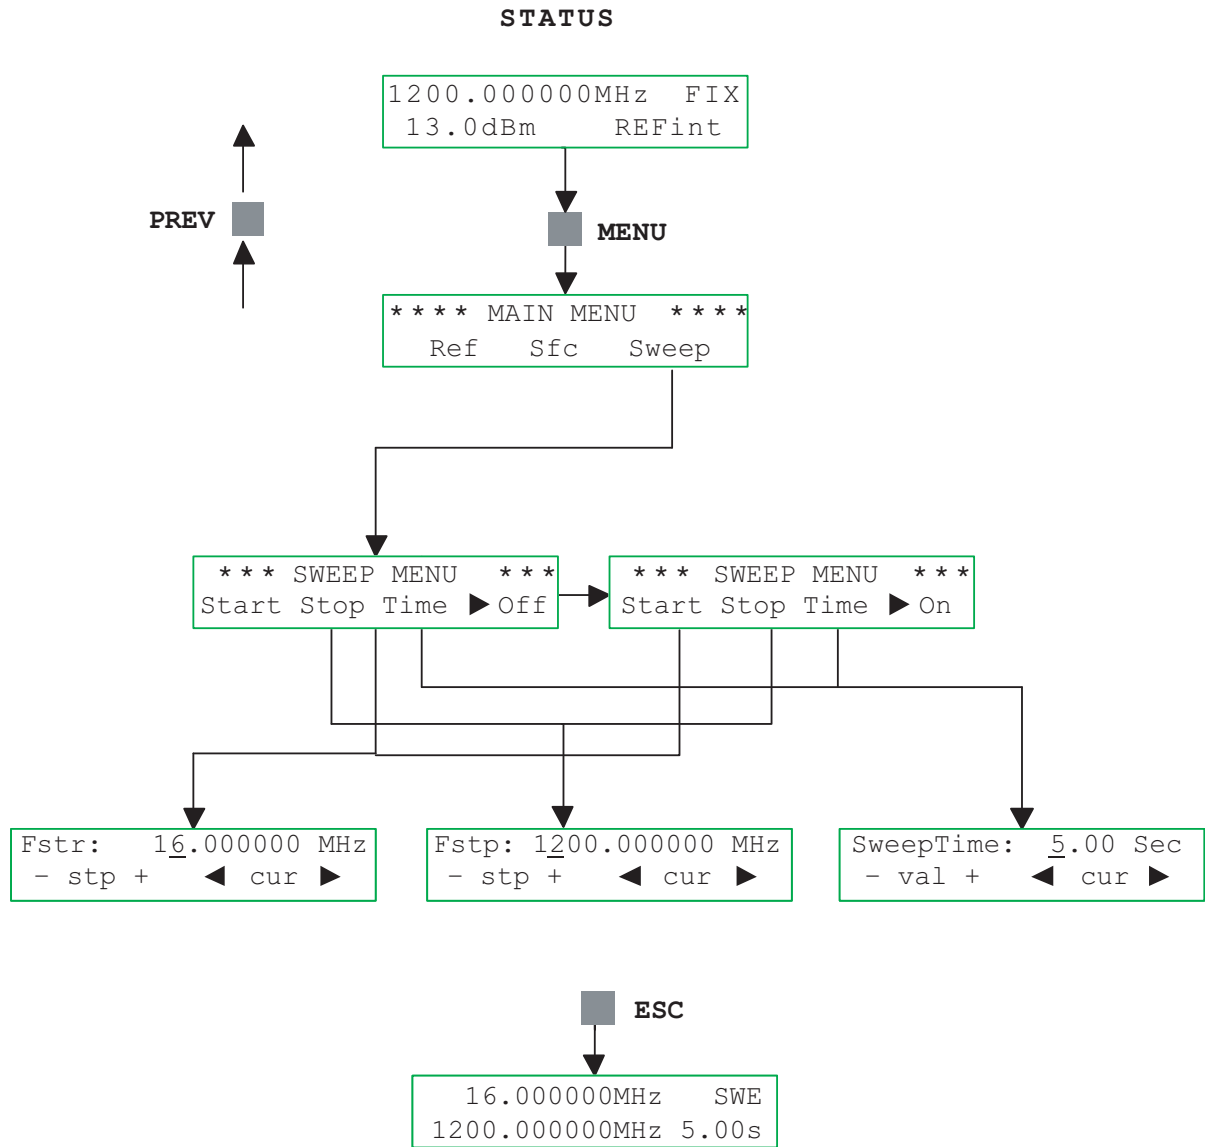 STATUS
1200.000000MHz FIX
13.0dBm REFint
PREV
MENU
**** MAIN MENU ****
Ref Sfc Sweep
*** SWEEP MENU ***
Start Stop Time ▶Off
*** SWEEP MENU ***
Start Stop Time ▶On
Fstr: 16.000000 MHz
- stp + ◀ cur ▶
Fstp: 1200.000000 MHz
- stp + ◀ cur ▶
SweepTime: 5.00 Sec
- val + ◀ cur ▶
ESC
16.000000MHz SWE
1200.000000MHz 5.00s